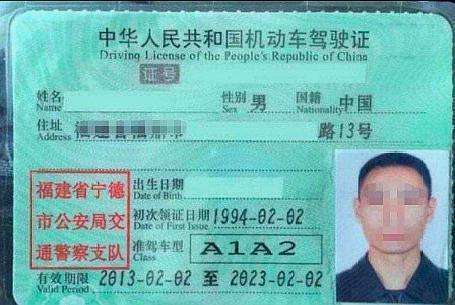 中华人民共和国机动车驾驶证
Driving License of the People's Republic of China
证号
姓名 性别 男 国籍 中国
Name Sex Nationality
住址 路13号
Address
福建省宁德
市公安局交
通警察支队
出生日期
Date of Birth
初次领证日期 1994-02-02
Date of First Issue
准驾车型 A1A2
Class
有效期限 2013-02-02 至 2023-02-02
Valid Period